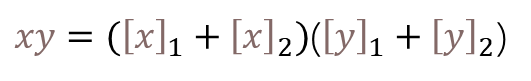 xy = ([x]₁ + [x]₂)([y]₁ + [y]₂)